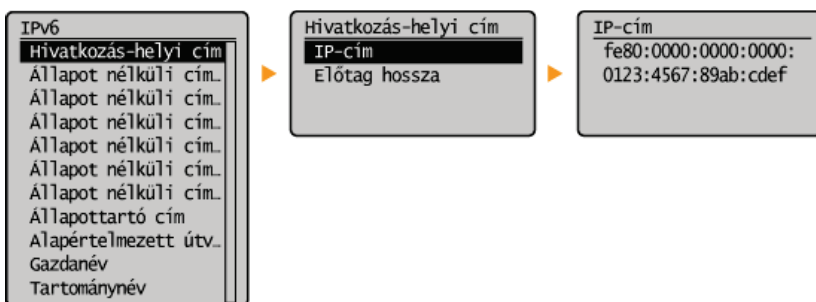 IPv6
Hivatkozás-helyi cím
Állapot nélküli cím…
Állapot nélküli cím…
Állapot nélküli cím…
Állapot nélküli cím…
Állapot nélküli cím…
Állapot nélküli cím…
Állapottartó cím
Alapértelmezett útv…
Gazdanév
Tartománynév
Hivatkozás-helyi cím
IP-cím
Előtag hossza
IP-cím
fe80:0000:0000:0000:
0123:4567:89ab:cdef